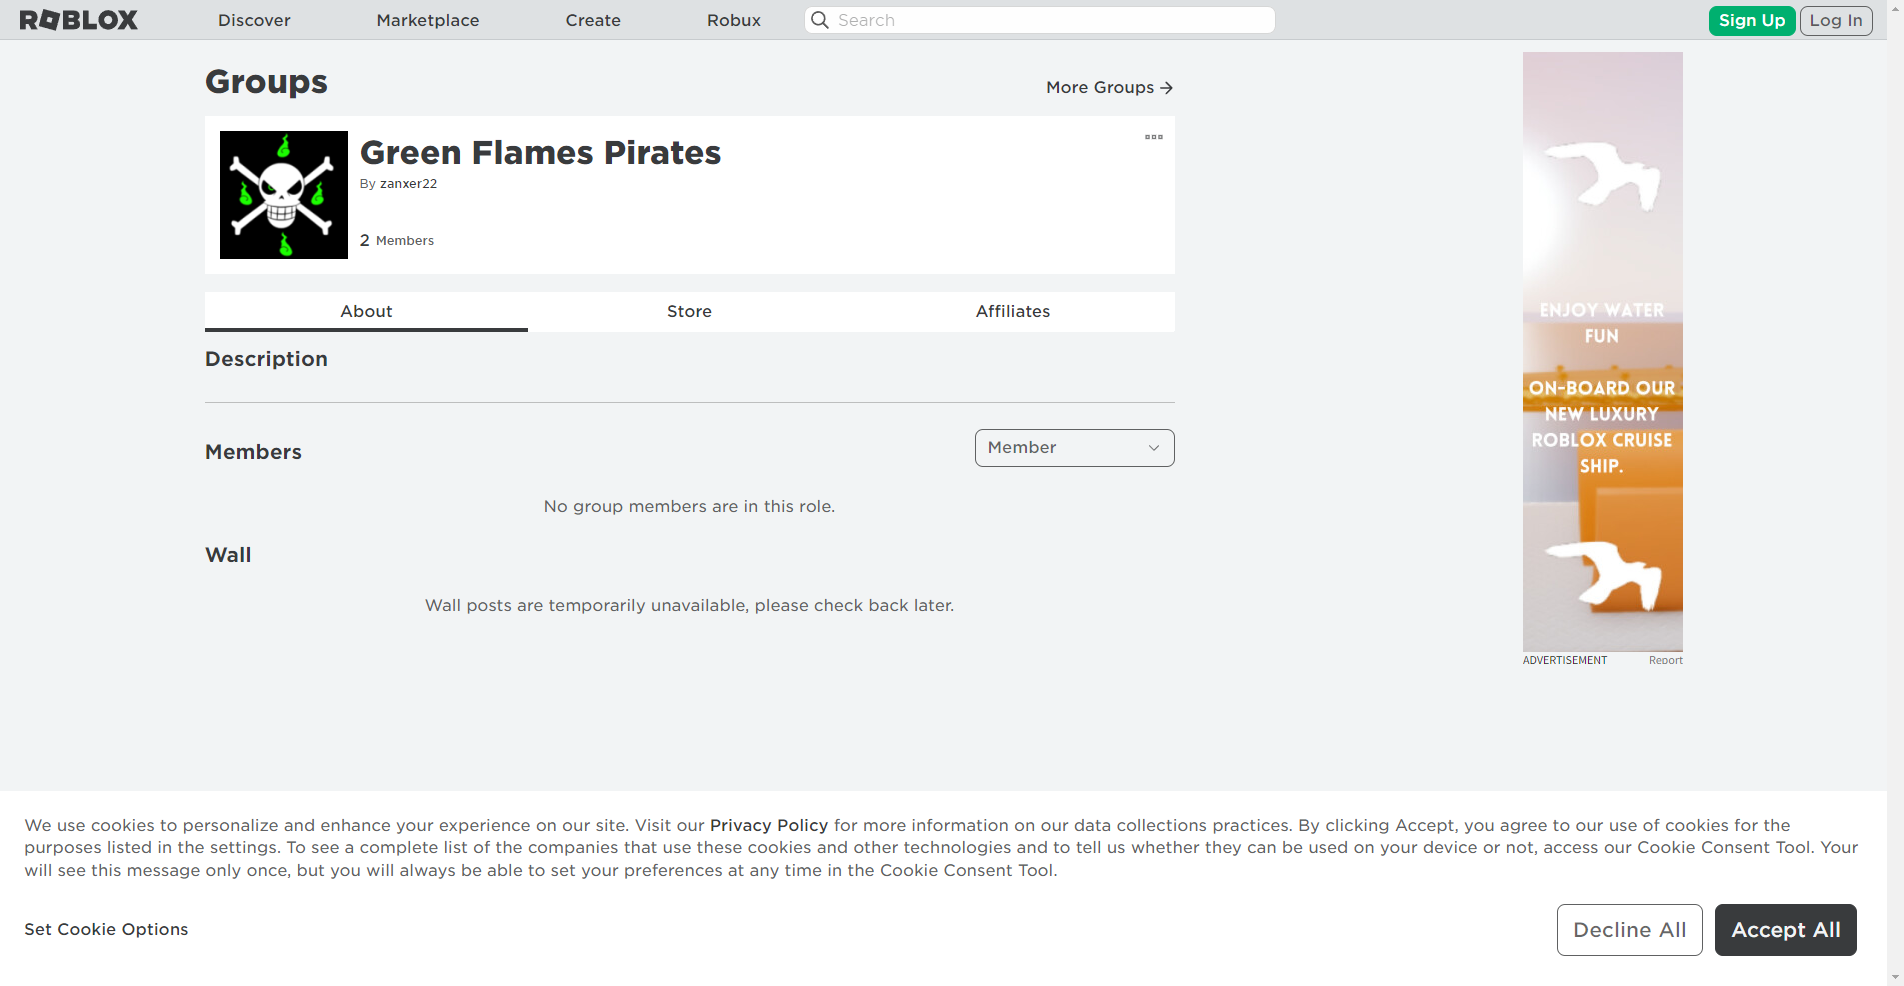 ROBLOX
Discover
Marketplace
Create
Robux
Search
Sign Up
Log In
Groups
More Groups
Green Flames Pirates
By zanxer22
2 Members
About
Store
Affiliates
Description
Members
Member
No group members are in this role.
Wall
Wall posts are temporarily unavailable, please check back later.
ENJOY WATER
FUN
ON-BOARD OUR
NEW LUXURY
ROBLOX CRUISE
SHIP.
ADVERTISEMENT
Report
We use cookies to personalize and enhance your experience on our site. Visit our Privacy Policy for more information on our data collections practices. By clicking Accept, you agree to our use of cookies for the
purposes listed in the settings. To see a complete list of the companies that use these cookies and other technologies and to tell us whether they can be used on your device or not, access our Cookie Consent Tool. Your
will see this message only once, but you will always be able to set your preferences at any time in the Cookie Consent Tool.
Set Cookie Options
Decline All
Accept All